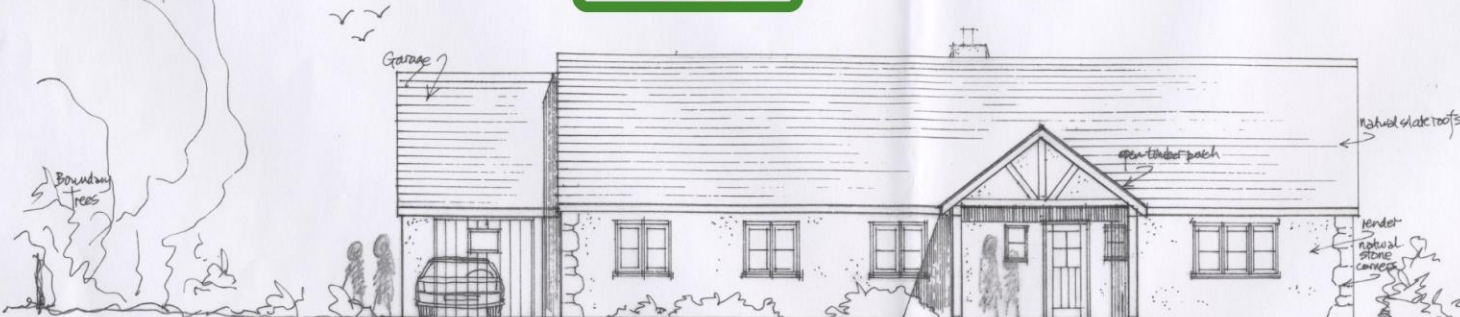 Garage
Boundary
Trees
open timber porch
natural slate roofs
render
natural
stone
corners